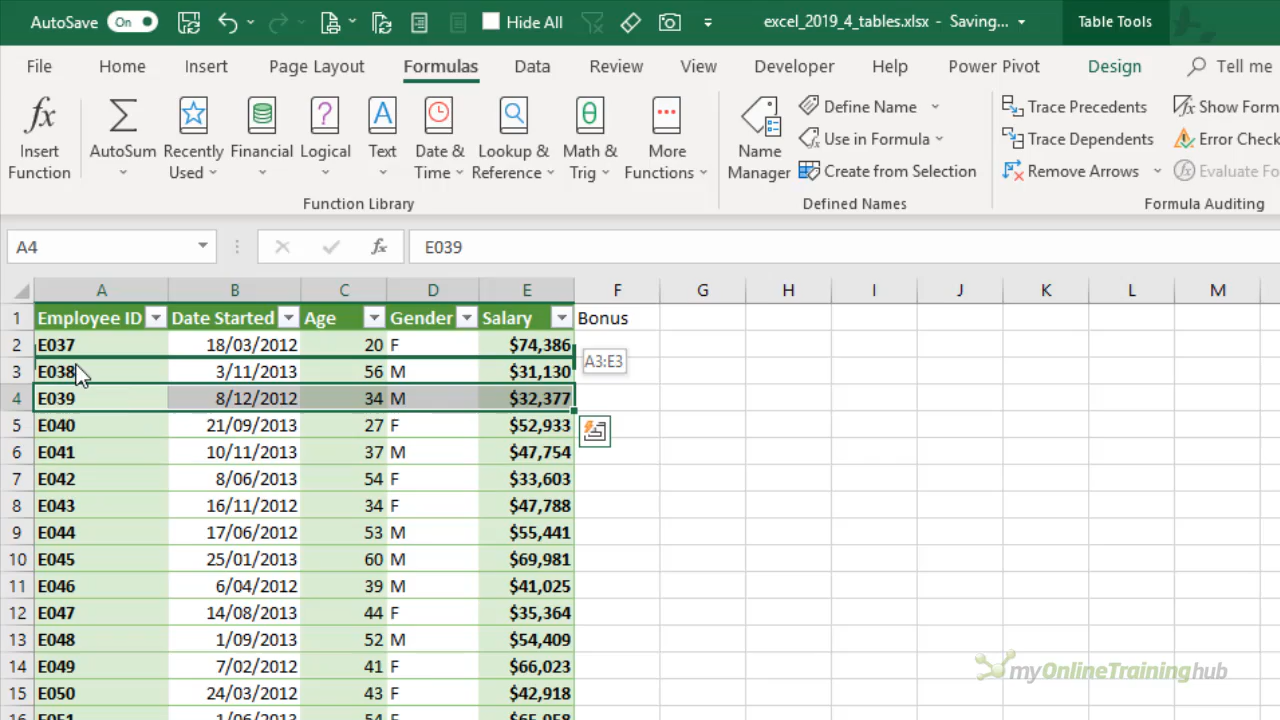 AutoSave On Hide All excel_2019_4_tables.xlsx - Saving... Table Tools
File Home Insert Page Layout Formulas Data Review View Developer Help Power Pivot Design Tell me
fx Σ ? A θ
Insert Function AutoSum Recently Used Financial Logical Text Date & Time Lookup & Reference Math & Trig More Functions
Function Library
Name Manager
Define Name
Use in Formula
Create from Selection
Defined Names
Trace Precedents Show Form
Trace Dependents Error Check
Remove Arrows Evaluate Fo
Formula Auditing
A4 fx E039
A B C D E F G H I J K L M
1 Employee ID Date Started Age Gender Salary Bonus
2 E037 18/03/2012 20 F $74,386
A3:E3
3 E038 3/11/2013 56 M $31,130
4 E039 8/12/2012 34 M $32,377
5 E040 21/09/2013 27 F $52,933
6 E041 10/11/2013 37 M $47,754
7 E042 8/06/2013 54 F $33,603
8 E043 16/11/2012 34 F $47,788
9 E044 17/06/2012 53 M $55,441
10 E045 25/01/2013 60 M $69,981
11 E046 6/04/2012 39 M $41,025
12 E047 14/08/2013 44 F $35,364
13 E048 1/09/2013 52 M $54,409
14 E049 7/02/2012 41 F $66,023
15 E050 24/03/2012 43 F $42,918
16 E051 1/06/2013 54 F
myOnlineTraininghub